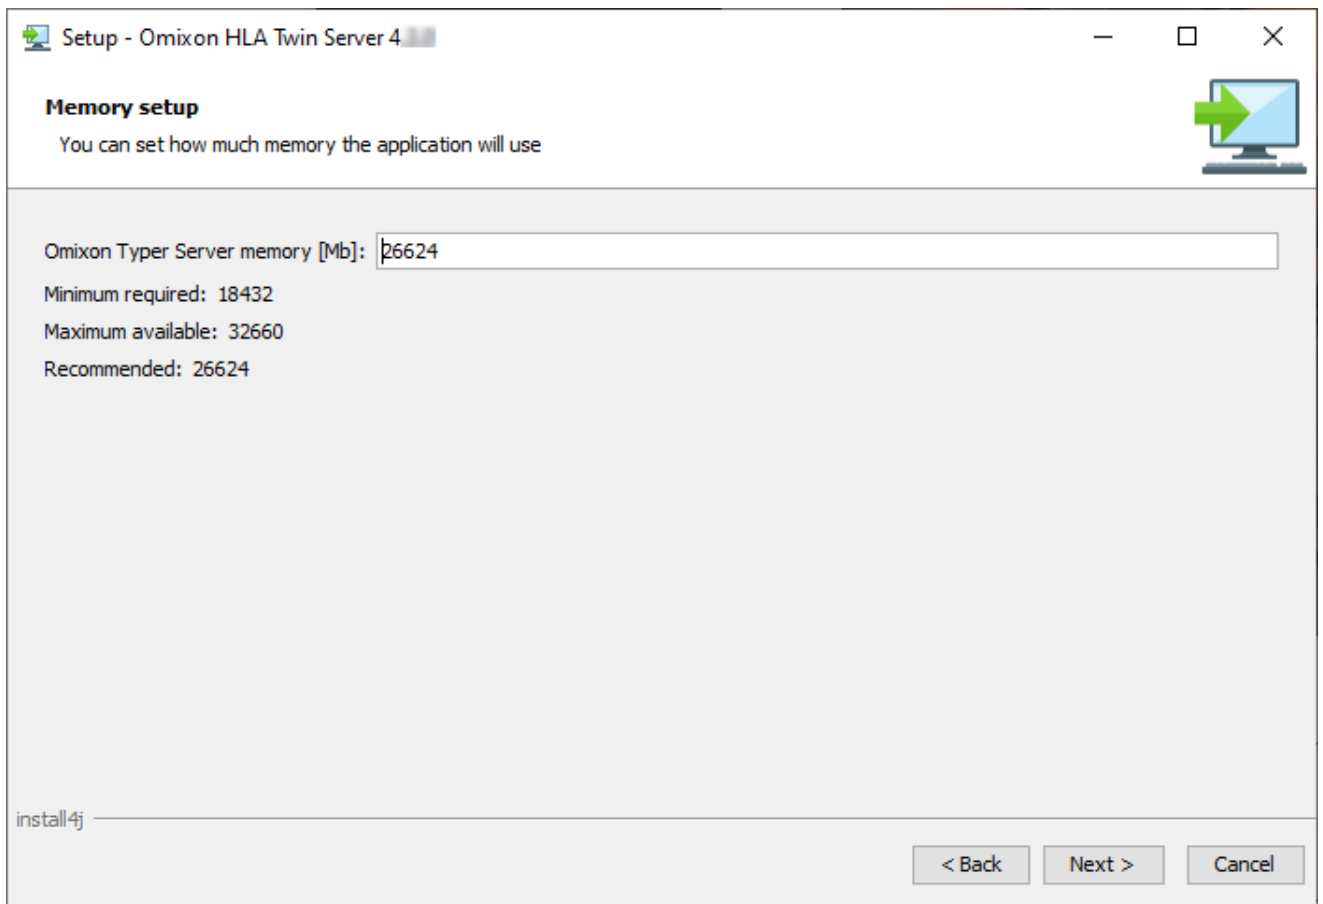 Setup - Omixon HLA Twin Server 4
Memory setup
You can set how much memory the application will use
Omixon Typer Server memory [Mb]: 26624
Minimum required: 18432
Maximum available: 32660
Recommended: 26624
install4j
< Back Next > Cancel